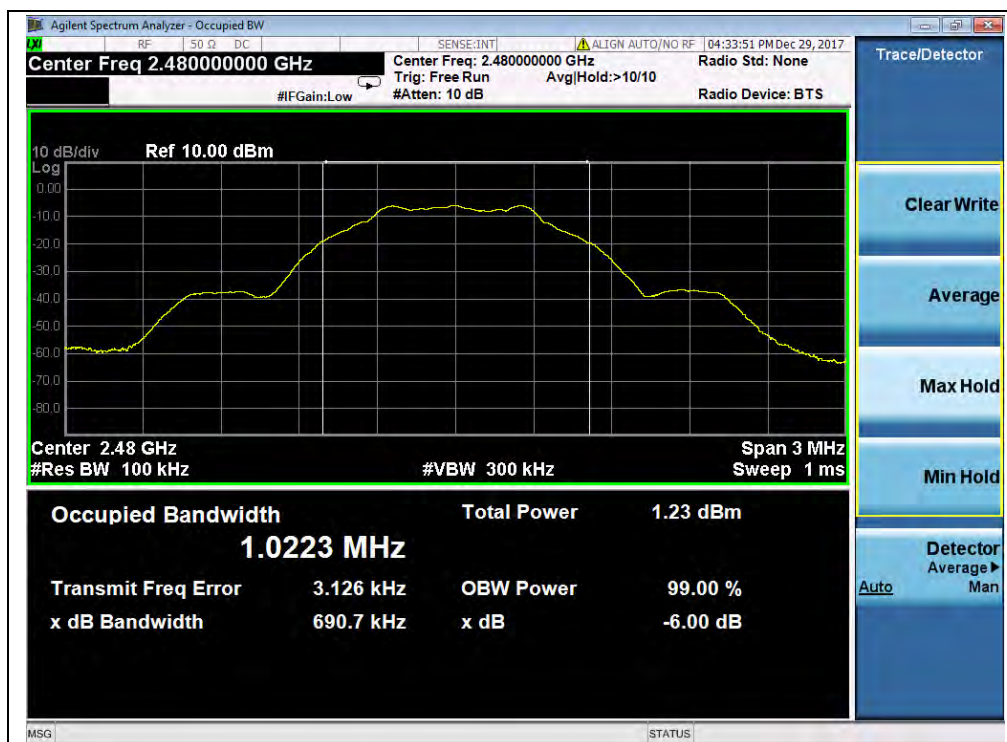 Agilent Spectrum Analyzer - Occupied BW
LXI RF 50 Ω DC SENSE:INT ALIGN AUTO/NO RF 04:33:51 PM Dec 29, 2017
Center Freq 2.480000000 GHz
Center Freq: 2.480000000 GHz
Radio Std: None
Trig: Free Run Avg|Hold:>10/10
#IFGain:Low #Atten: 10 dB Radio Device: BTS
10 dB/div Ref 10.00 dBm
Log
0.00
-10.0
-20.0
-30.0
-40.0
-50.0
-60.0
-70.0
-80.0
Center 2.48 GHz Span 3 MHz
#Res BW 100 kHz #VBW 300 kHz Sweep 1 ms
Occupied Bandwidth Total Power 1.23 dBm
1.0223 MHz
Transmit Freq Error 3.126 kHz OBW Power 99.00 %
x dB Bandwidth 690.7 kHz x dB -6.00 dB
MSG STATUS
Trace/Detector
Clear Write
Average
Max Hold
Min Hold
Detector
Average
Auto Man